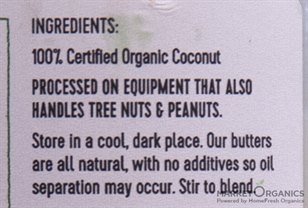 INGREDIENTS:
100% Certified Organic Coconut
PROCESSED ON EQUIPMENT THAT ALSO
HANDLES TREE NUTS & PEANUTS.
Store in a cool, dark place. Our butters
are all natural, with no additives so oil
separation may occur. Stir to blend.
MARKET ORGANICS
Powered by HomeFresh Organics